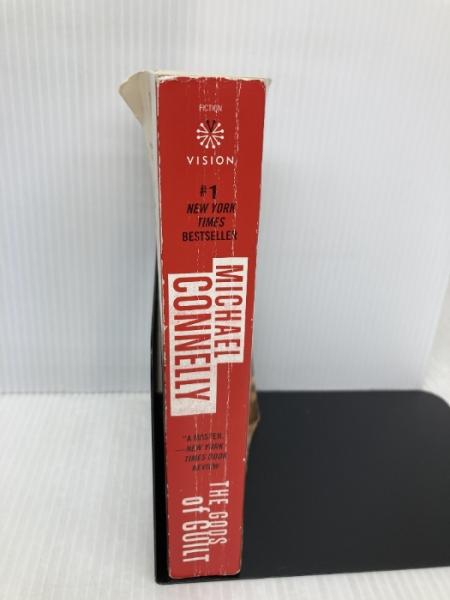 FICTION
VISION
#1
NEW YORK
TIMES
BESTSELLER
MICHAEL
CONNELLY
"A MASTER.
—NEW YORK
TIMES BOOK
REVIEW
THE GODS
of GUILT